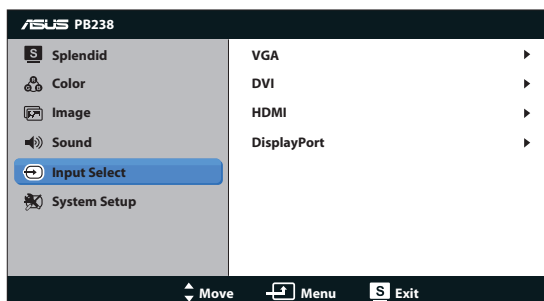 ASUS PB238
S Splendid
Color
Image
Sound
Input Select
System Setup
VGA
DVI
HDMI
DisplayPort
Move Menu S Exit